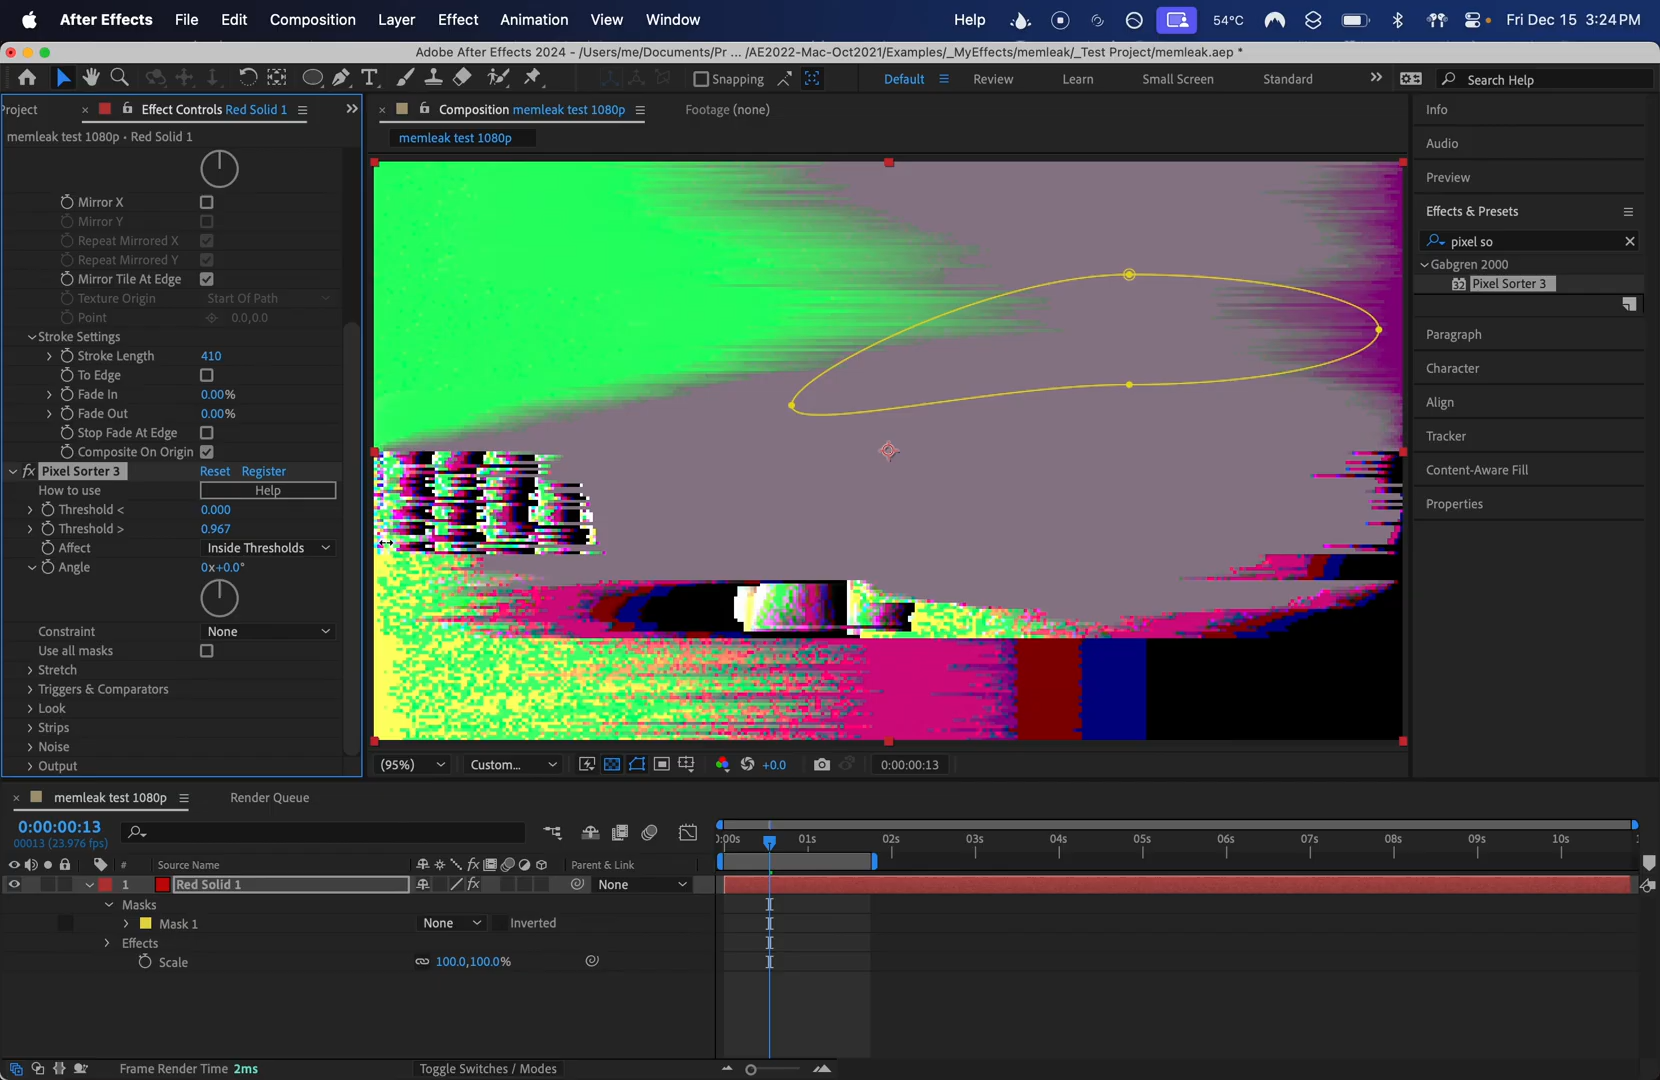 After Effects File Edit Composition Layer Effect Animation View Window Help 54°C Fri Dec 15 3:24 PM
Adobe After Effects 2024 - /Users/me/Documents/Pr ... /AE2022-Mac-Oct2021/Examples/_MyEffects/memleak/_Test Project/memleak.aep *
Snapping Default Review Learn Small Screen Standard Search Help
Project Effect Controls Red Solid 1
memleak test 1080p • Red Solid 1
Mirror X
Mirror Y
Repeat Mirrored X
Repeat Mirrored Y
Mirror Tile At Edge
Texture Origin Start Of Path
Point 0.0,0.0
Stroke Settings
Stroke Length 410
To Edge
Fade In 0.00%
Fade Out 0.00%
Stop Fade At Edge
Composite On Origin
fx Pixel Sorter 3 Reset Register
How to use Help
Threshold < 0.000
Threshold > 0.967
Affect Inside Thresholds
Angle 0x+0.0°
Constraint None
Use all masks
Stretch
Triggers & Comparators
Look
Strips
Noise
Output
Composition memleak test 1080p Footage (none)
memleak test 1080p
(95%) Custom... +0.0 0:00:00:13
Info
Audio
Preview
Effects & Presets
pixel so
Gabgren 2000
32 Pixel Sorter 3
Paragraph
Character
Align
Tracker
Content-Aware Fill
Properties
memleak test 1080p Render Queue
0:00:00:13
00013 (23.976 fps)
:00s 01s 02s 03s 04s 05s 06s 07s 08s 09s 10s
# Source Name fx Parent & Link
1 Red Solid 1 fx None
Masks
Mask 1 None Inverted
Effects
Scale 100.0,100.0%
Frame Render Time 2ms Toggle Switches / Modes